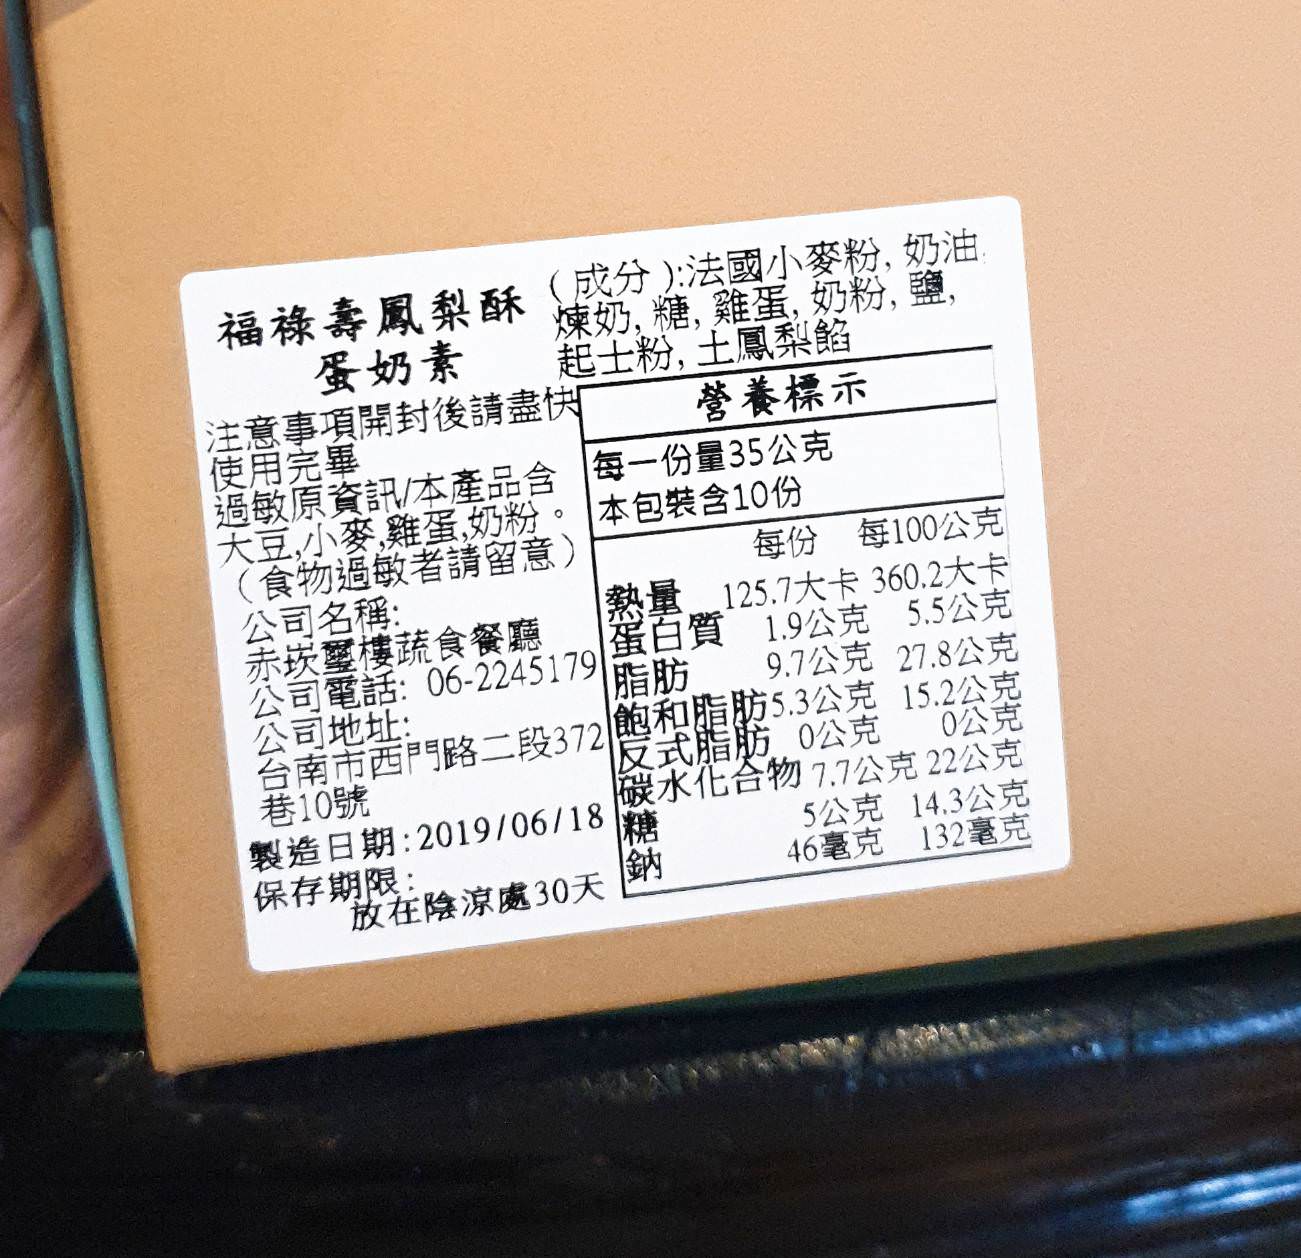 福祿壽鳳梨酥
蛋奶素
(成分):法國小麥粉, 奶油,
煉奶, 糖, 雞蛋, 奶粉, 鹽,
起士粉, 土鳳梨餡
注意事項開封後請盡快
使用完畢
過敏原資訊/本產品含
大豆,小麥,雞蛋,奶粉。
(食物過敏者請留意)
公司名稱:
赤崁璽樓蔬食餐廳
公司電話: 06-2245179
公司地址:
台南市西門路二段372
巷10號
製造日期:2019/06/18
保存期限:
放在陰涼處30天
營養標示
每一份量35公克
本包裝含10份
每份 每100公克
熱量 125.7大卡 360.2大卡
蛋白質 1.9公克 5.5公克
脂肪 9.7公克 27.8公克
飽和脂肪5.3公克 15.2公克
反式脂肪 0公克 0公克
碳水化合物 7.7公克 22公克
糖 5公克 14.3公克
鈉 46毫克 132毫克